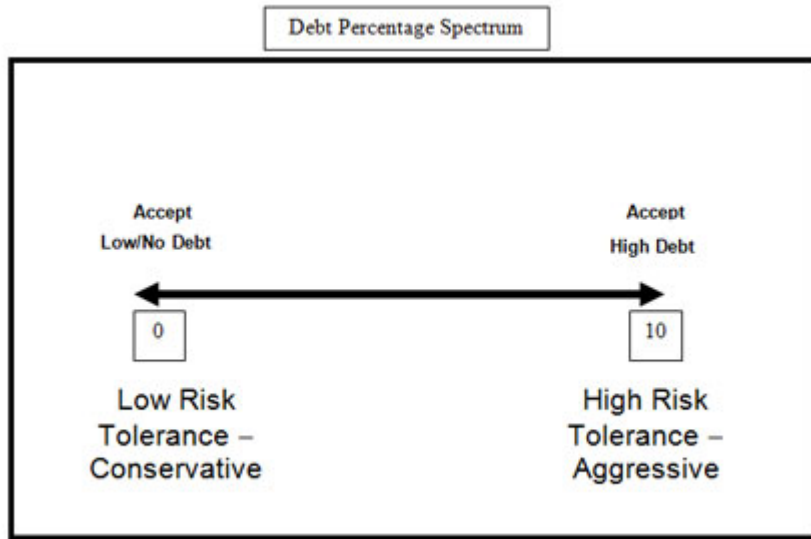 Debt Percentage Spectrum
Accept
Low/No Debt
Accept
High Debt
0
10
Low Risk
Tolerance –
Conservative
High Risk
Tolerance –
Aggressive